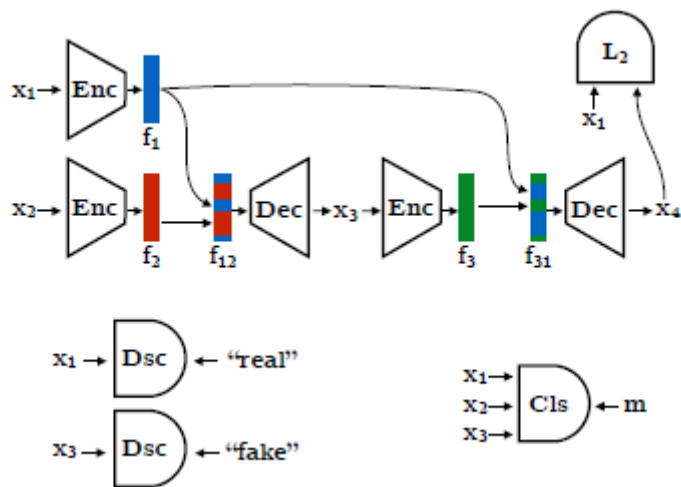 L₂
x₁ Enc
f₁
x₁
x₂ Enc Dec x₃ Enc Dec x₄
f₂ f₁₂ f₃ f₃₁
x₁ Dsc “real”
x₁
x₂ Cls m
x₃
x₃ Dsc “fake”